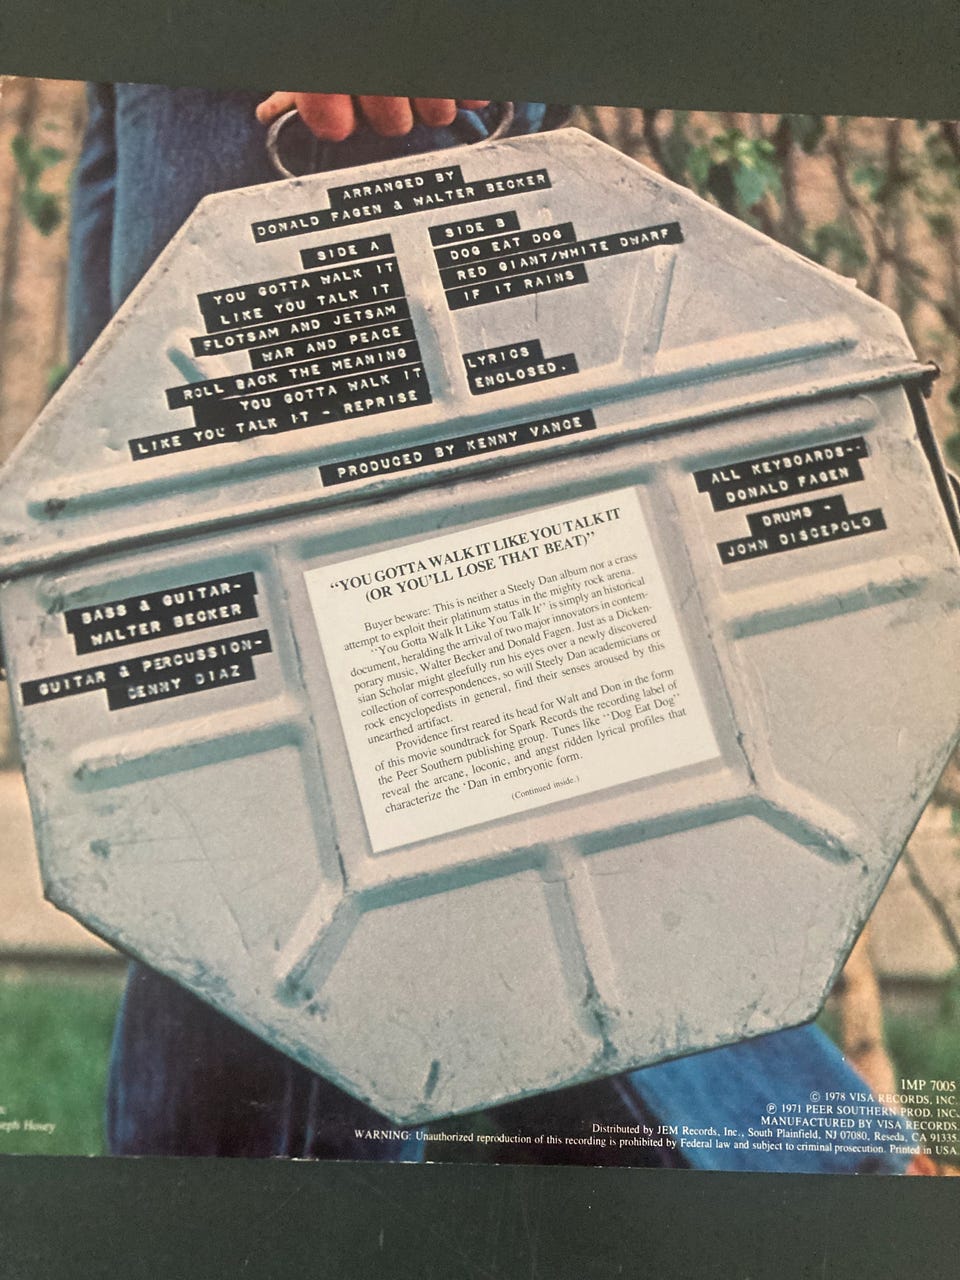 ARRANGED BY
DONALD FAGEN & WALTER BECKER
SIDE A
YOU GOTTA WALK IT
LIKE YOU TALK IT
FLOTSAM AND JETSAM
WAR AND PEACE
ROLL BACK THE MEANING
YOU GOTTA WALK IT
LIKE YOU TALK IT - REPRISE
SIDE B
DOG EAT DOG
RED GIANT/WHITE DWARF
IF IT RAINS
LYRICS
ENCLOSED.
PRODUCED BY KENNY VANCE
ALL KEYBOARDS--
DONALD FAGEN
DRUMS -
JOHN DISCEPOLO
BASS & GUITAR-
WALTER BECKER
GUITAR & PERCUSSION-
DENNY DIAZ
“YOU GOTTA WALK IT LIKE YOU TALK IT
(OR YOU'LL LOSE THAT BEAT)”
Buyer beware: This is neither a Steely Dan album nor a crass
attempt to exploit their platinum status in the mighty rock arena.
“You Gotta Walk It Like You Talk It” is simply an historical
document, heralding the arrival of two major innovators in contem-
porary music, Walter Becker and Donald Fagen. Just as a Dicken-
sian Scholar might gleefully run his eyes over a newly discovered
collection of correspondences, so will Steely Dan academicians or
rock encyclopedists in general, find their senses aroused by this
unearthed artifact.
Providence first reared its head for Walt and Don in the form
of this movie soundtrack for Spark Records the recording label of
the Peer Southern publishing group. Tunes like “Dog Eat Dog”
reveal the arcane, loconic, and angst ridden lyrical profiles that
characterize the 'Dan in embryonic form.
(Continued inside.)
Hosey
IMP 7005
© 1978 VISA RECORDS, INC.
℗ 1971 PEER SOUTHERN PROD. INC.
MANUFACTURED BY VISA RECORDS.
Distributed by JEM Records, Inc., South Plainfield, NJ 07080, Reseda, CA 91335.
WARNING: Unauthorized reproduction of this recording is prohibited by Federal law and subject to criminal prosecution. Printed in USA.